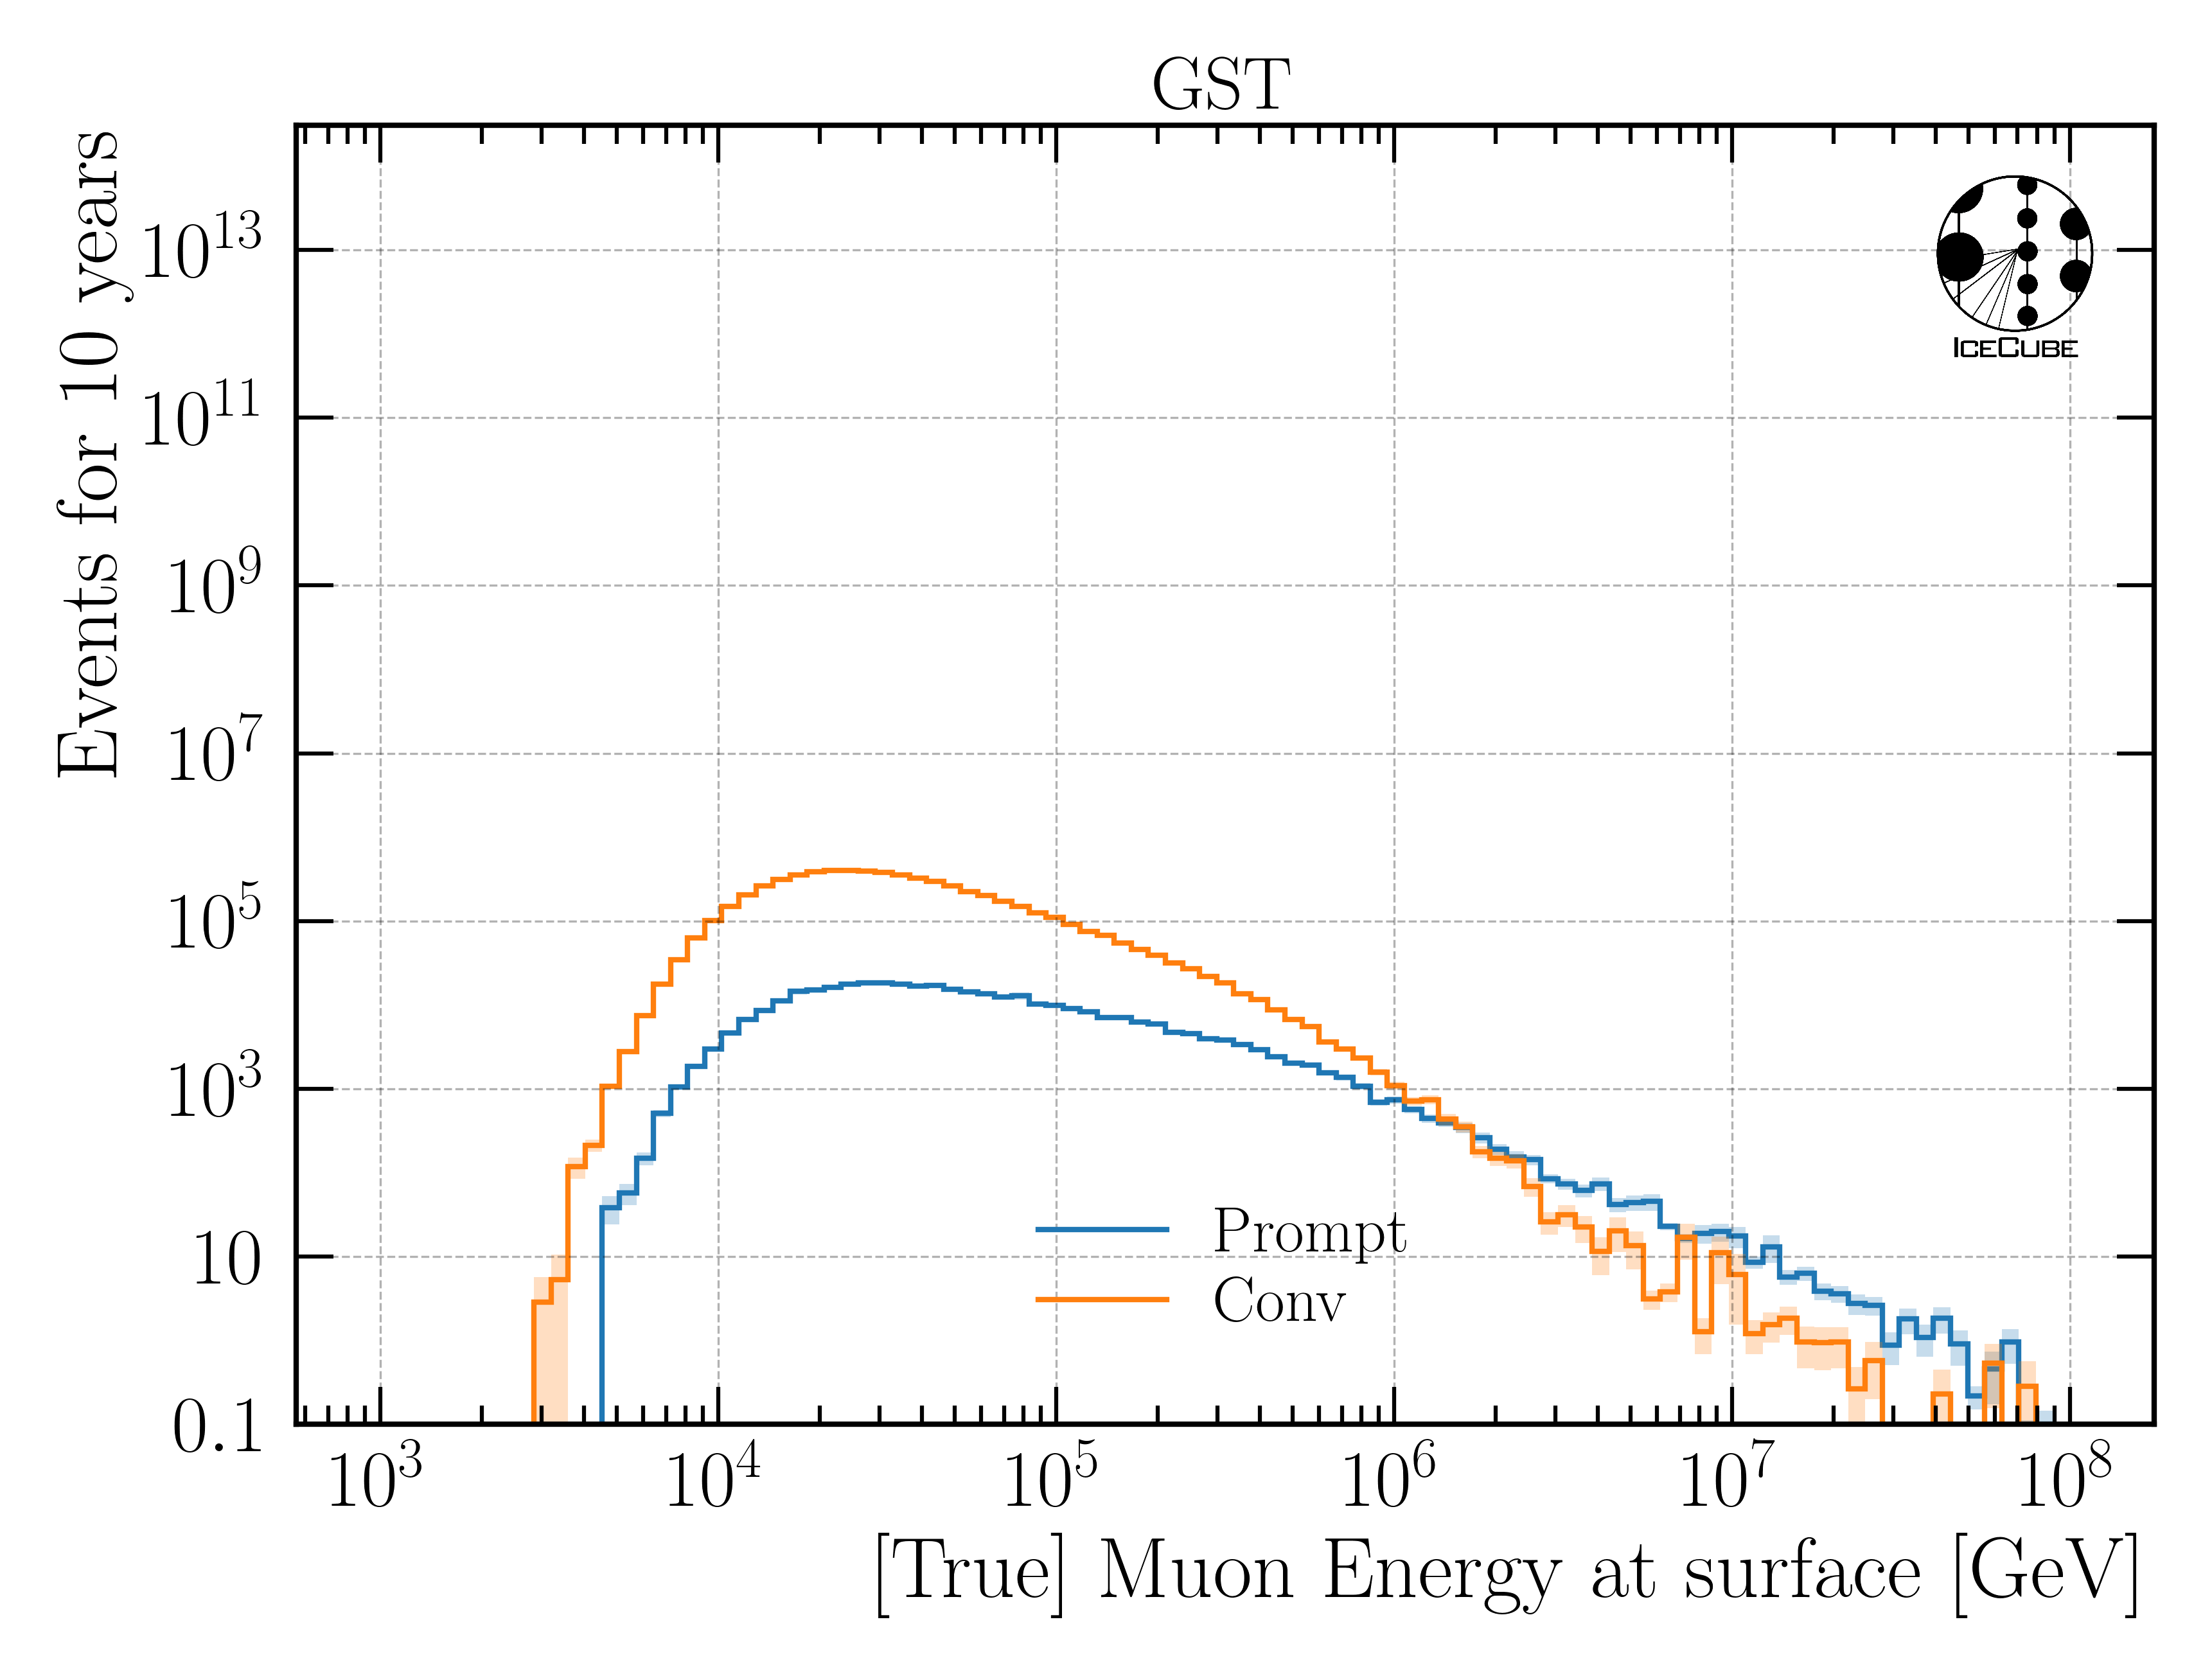 GST
Events for 10 years
10^13
10^11
10^9
10^7
10^5
10^3
10
0.1
ICECUBE
Prompt
Conv
10^3 10^4 10^5 10^6 10^7 10^8
[True] Muon Energy at surface [GeV]